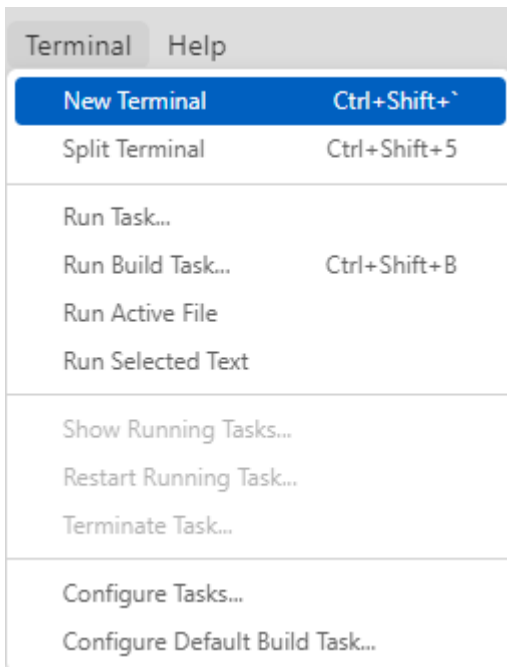 Terminal Help
New Terminal Ctrl+Shift+`
Split Terminal Ctrl+Shift+5
Run Task...
Run Build Task... Ctrl+Shift+B
Run Active File
Run Selected Text
Show Running Tasks...
Restart Running Task...
Terminate Task...
Configure Tasks...
Configure Default Build Task...